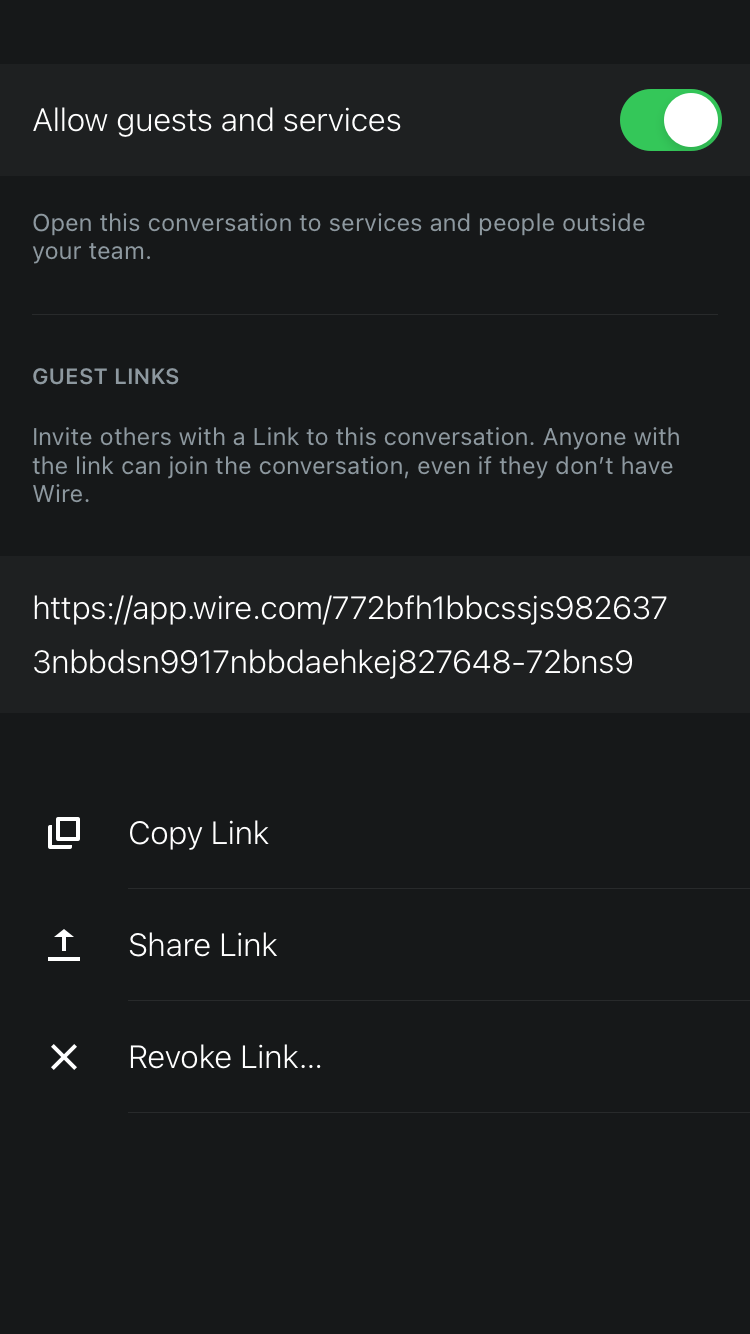 Allow guests and services
Open this conversation to services and people outside
your team.
GUEST LINKS
Invite others with a Link to this conversation. Anyone with
the link can join the conversation, even if they don’t have
Wire.
https://app.wire.com/772bfh1bbcssjs982637
3nbbdsn9917nbbdaehkej827648-72bns9
Copy Link
Share Link
Revoke Link...